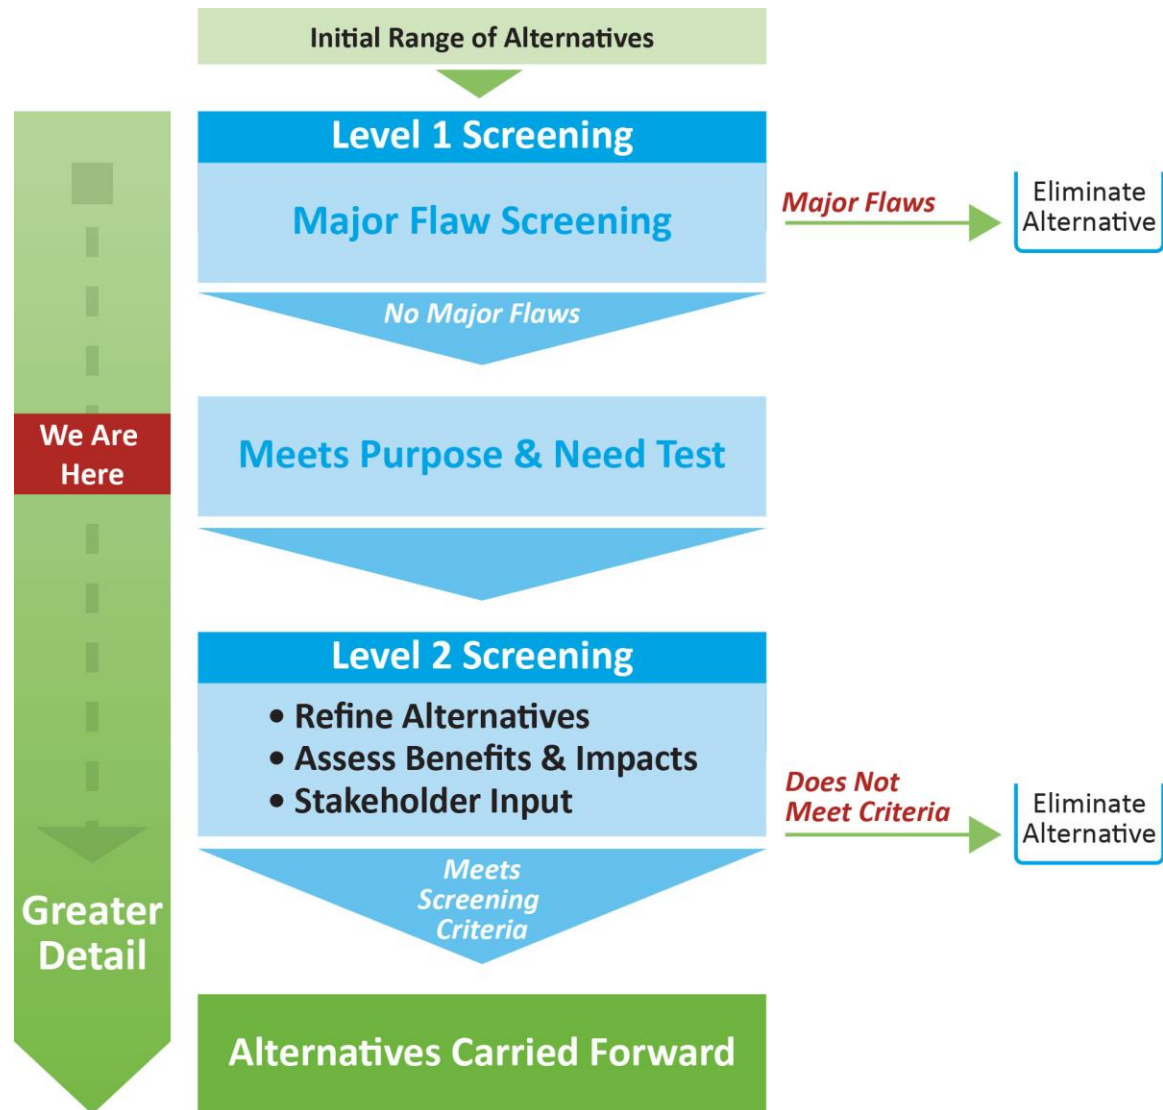 Initial Range of Alternatives
Level 1 Screening
Major Flaw Screening
Major Flaws
Eliminate
Alternative
No Major Flaws
We Are
Here
Meets Purpose & Need Test
Level 2 Screening
• Refine Alternatives
• Assess Benefits & Impacts
• Stakeholder Input
Does Not
Meet Criteria
Eliminate
Alternative
Meets
Screening
Criteria
Greater
Detail
Alternatives Carried Forward